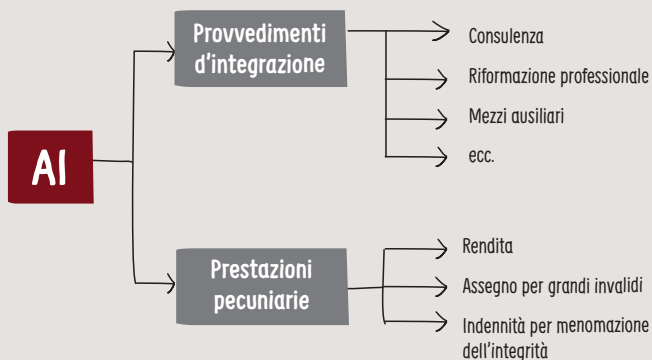 AI
Provvedimenti
d'integrazione
Consulenza
Riformazione professionale
Mezzi ausiliari
ecc.
Prestazioni
pecuniarie
Rendita
Assegno per grandi invalidi
Indennità per menomazione
dell'integrità